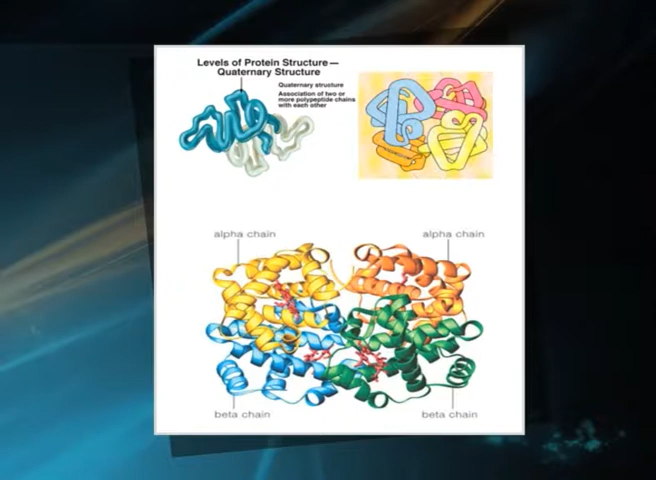 Levels of Protein Structure—
Quaternary Structure
Quaternary structure
Association of two or
more polypeptide chains
with each other
alpha chain
alpha chain
beta chain
beta chain